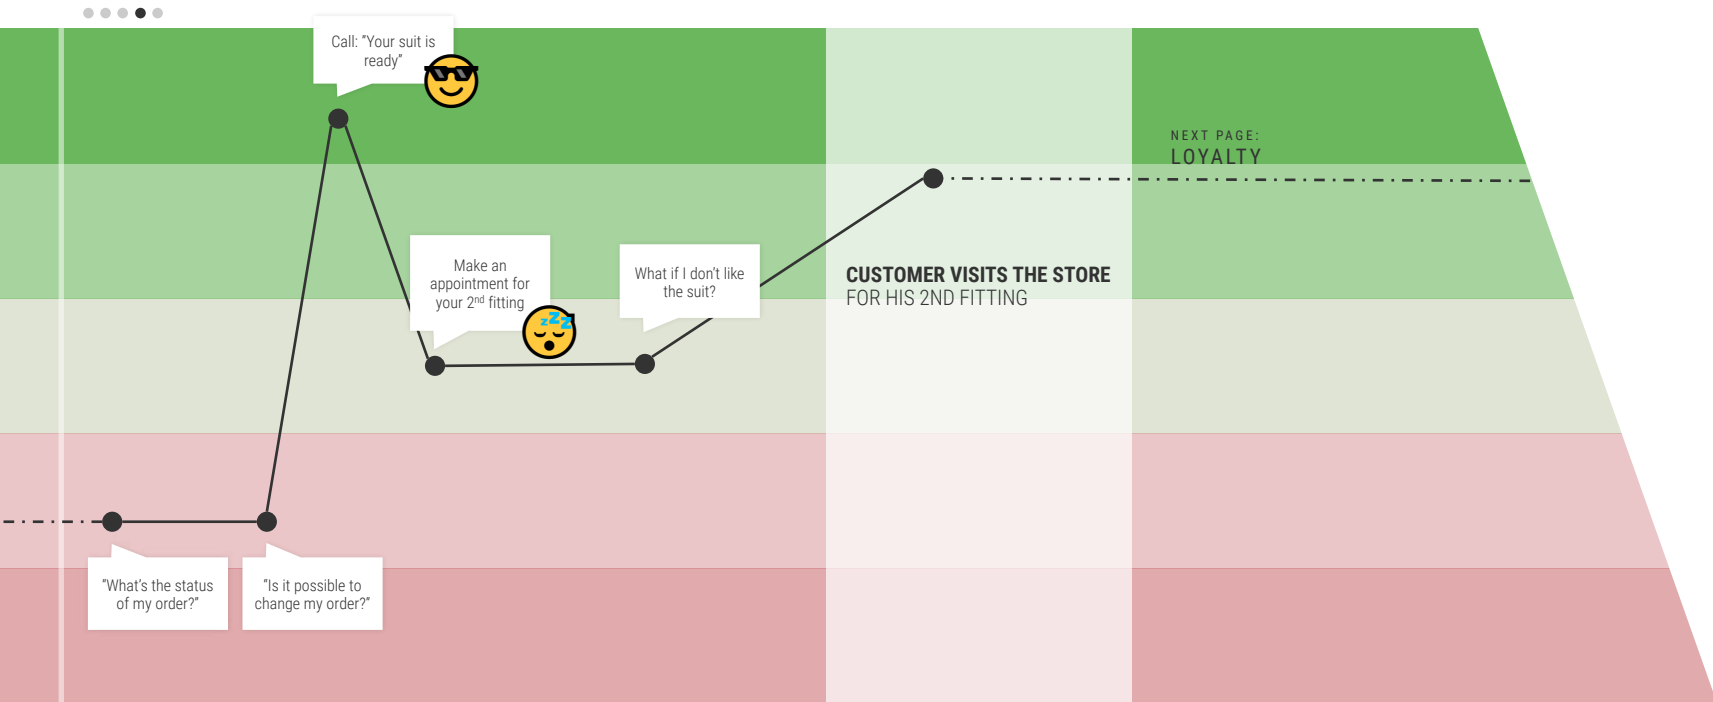 Call: "Your suit is
ready"
NEXT PAGE:
LOYALTY
Make an
appointment for
your 2nd fitting
zzz
What if I don't like
the suit?
CUSTOMER VISITS THE STORE
FOR HIS 2ND FITTING
"What's the status
of my order?"
"Is it possible to
change my order?"